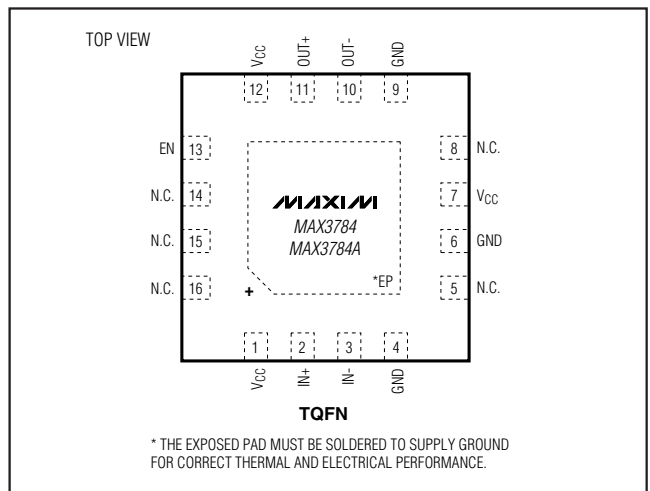 TOP VIEW
VCC
OUT+
OUT-
GND
12
11
10
9
EN 13
8 N.C.
N.C. 14
7 VCC
MAXIM
MAX3784
MAX3784A
N.C. 15
6 GND
*EP
N.C. 16
+
5 N.C.
1
2
3
4
VCC
IN+
IN-
GND
TQFN
* THE EXPOSED PAD MUST BE SOLDERED TO SUPPLY GROUND
FOR CORRECT THERMAL AND ELECTRICAL PERFORMANCE.